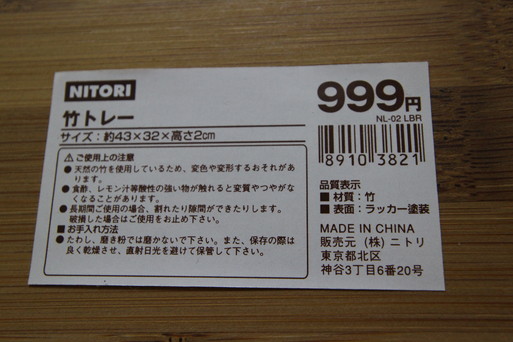 NITORI
竹トレー
サイズ：約43×32×高さ2cm
⚠ご使用上の注意
●天然の竹を使用しているため、変色や変形するおそれがあ
ります。
●食酢、レモン汁等酸性の強い物が触れると変質やつやがな
くなることがあります。
●長期間ご使用の場合、割れたり隙間ができたりします。
破損した場合はご使用をお止め下さい。
■お手入れ方法
●たわし、磨き粉では磨かないで下さい。また、保存の際は
良く乾燥させ、直射日光を避けて保管して下さい。
999円
NL-02 LBR
8910 3821
品質表示
■材質：竹
■表面：ラッカー塗装
MADE IN CHINA
販売元 (株) ニトリ
東京都北区
神谷3丁目6番20号